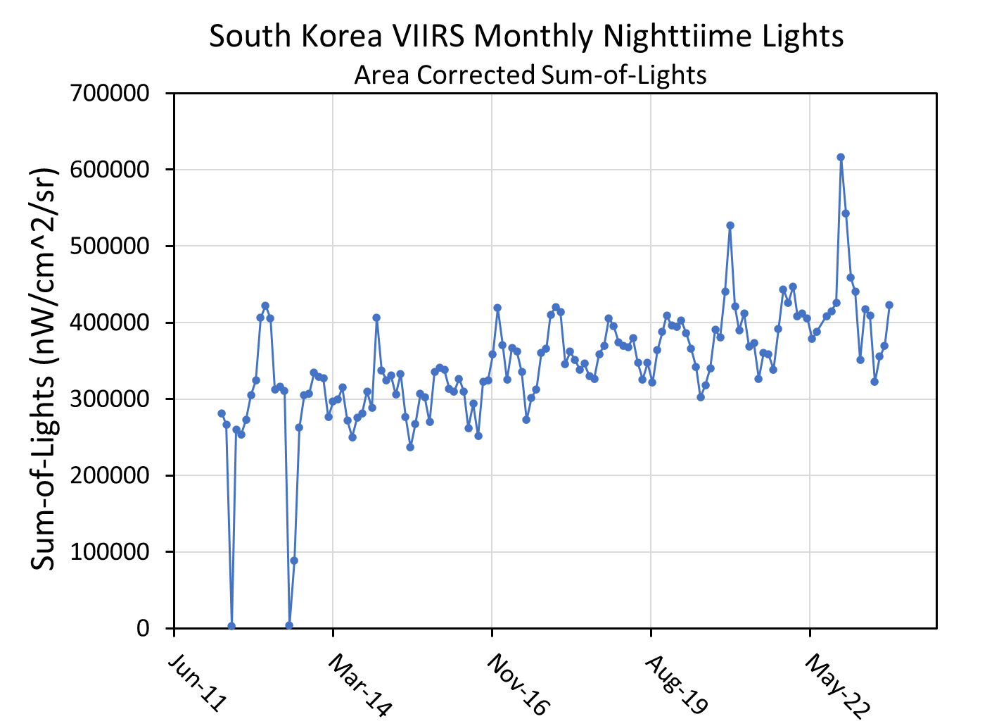 South Korea VIIRS Monthly Nighttiime Lights
Area Corrected Sum-of-Lights
Sum-of-Lights (nW/cm^2/sr)
700000
600000
500000
400000
300000
200000
100000
0
Jun-11
Mar-14
Nov-16
Aug-19
May-22